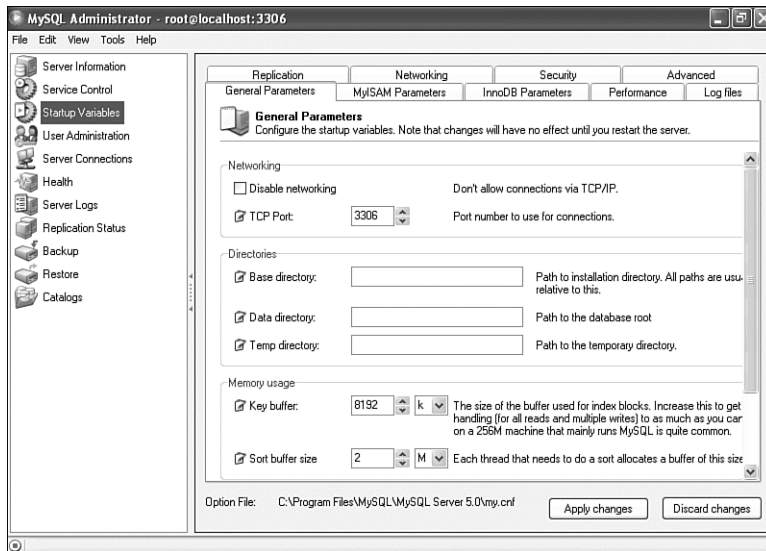 MySQL Administrator - root@localhost:3306
File Edit View Tools Help
Server Information
Service Control
Startup Variables
User Administration
Server Connections
Health
Server Logs
Replication Status
Backup
Restore
Catalogs
Replication Networking Security Advanced
General Parameters MyISAM Parameters InnoDB Parameters Performance Log files
General Parameters
Configure the startup variables. Note that changes will have no effect until you restart the server.
Networking
Disable networking Don't allow connections via TCP/IP.
TCP Port: 3306 Port number to use for connections.
Directories
Base directory: Path to installation directory. All paths are usu
relative to this.
Data directory: Path to the database root
Temp directory: Path to the temporary directory.
Memory usage
Key buffer: 8192 k The size of the buffer used for index blocks. Increase this to get
handling (for all reads and multiple writes) to as much as you can
on a 256M machine that mainly runs MySQL is quite common.
Sort buffer size 2 M Each thread that needs to do a sort allocates a buffer of this size
Option File: C:\Program Files\MySQL\MySQL Server 5.0\my.cnf Apply changes Discard changes